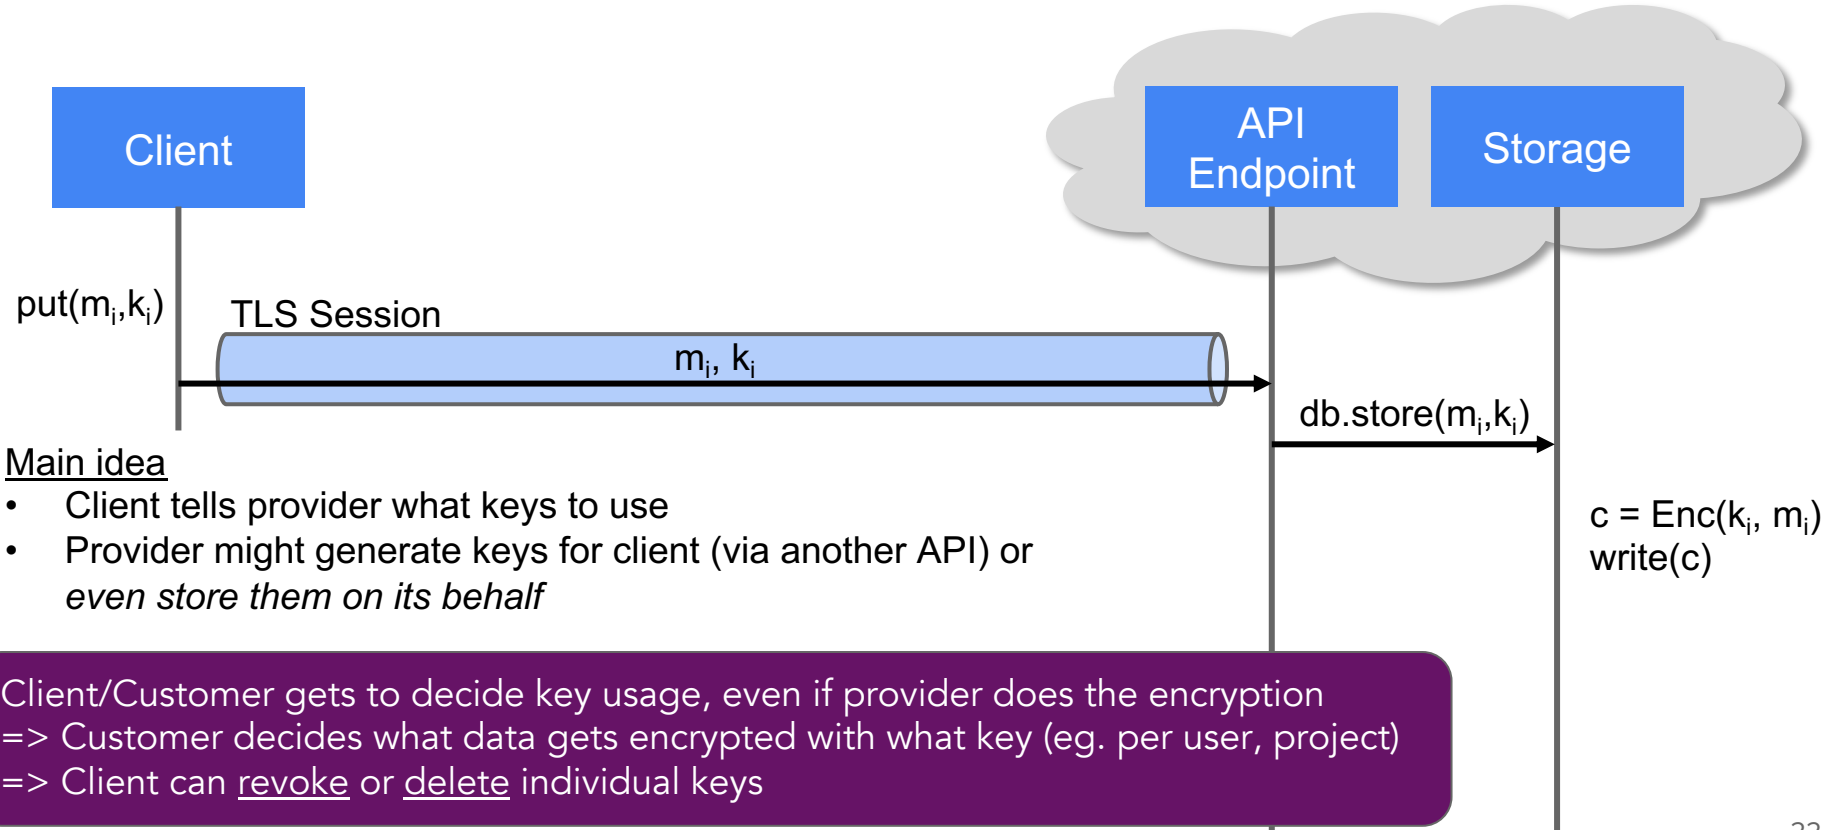 Client
API
Endpoint
Storage
put(mᵢ,kᵢ)
TLS Session
mᵢ, kᵢ
db.store(mᵢ,kᵢ)
Main idea
• Client tells provider what keys to use
• Provider might generate keys for client (via another API) or
even store them on its behalf
c = Enc(kᵢ, mᵢ)
write(c)
Client/Customer gets to decide key usage, even if provider does the encryption
=> Customer decides what data gets encrypted with what key (eg. per user, project)
=> Client can revoke or delete individual keys